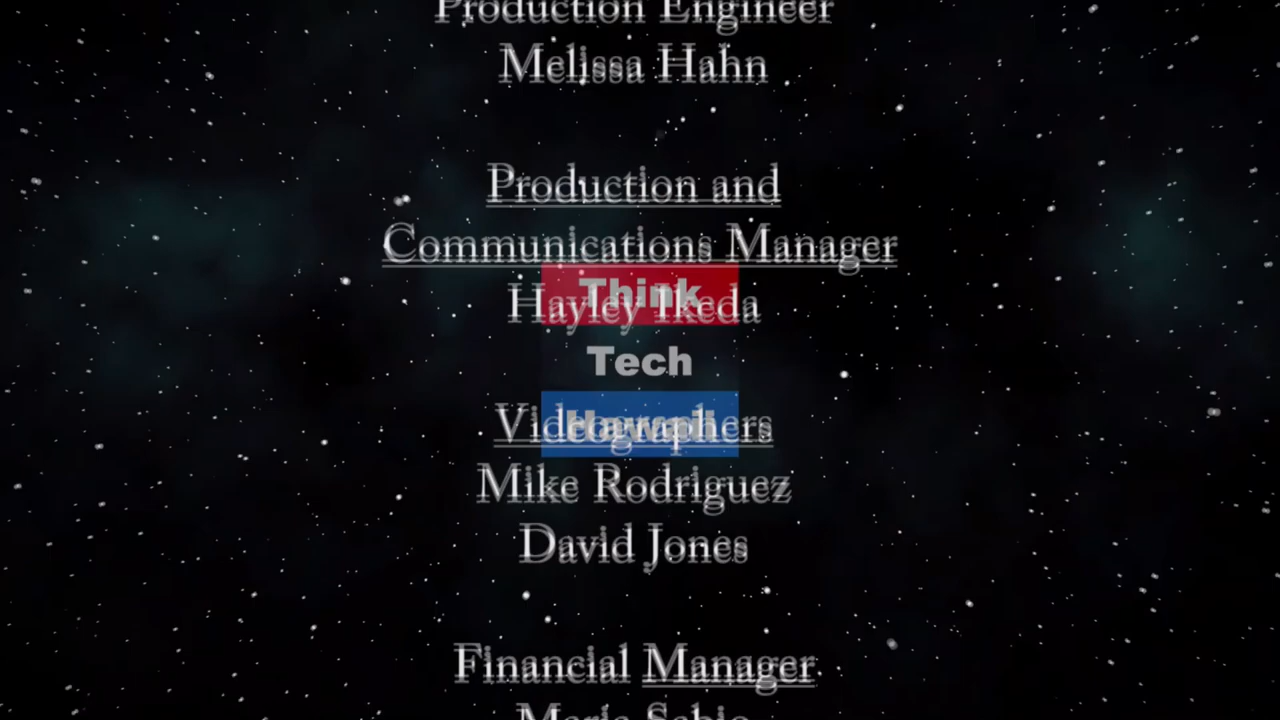 Production Engineer
Melissa Hahn
Production and
Communications Manager
Think
Hayley Ikeda
Tech
Hawaii
Videographers
Mike Rodriguez
David Jones
Financial Manager